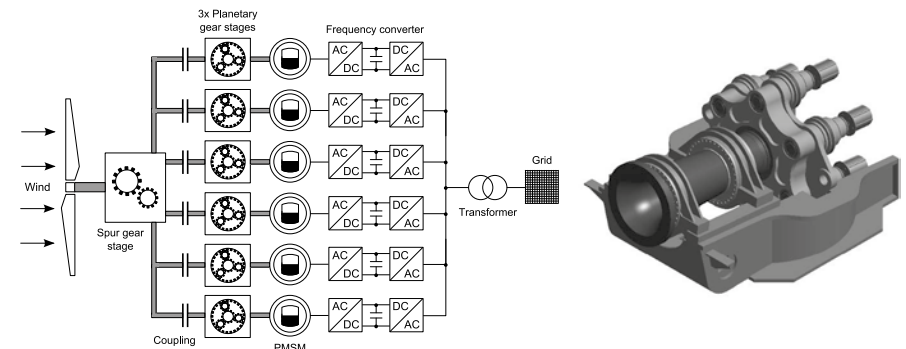 3x Planetary
gear stages
Frequency converter
AC
DC
DC
AC
AC
DC
DC
AC
AC
DC
DC
AC
Wind
Grid
Transformer
AC
DC
DC
AC
Spur gear
stage
AC
DC
DC
AC
AC
DC
DC
AC
Coupling
PMSM